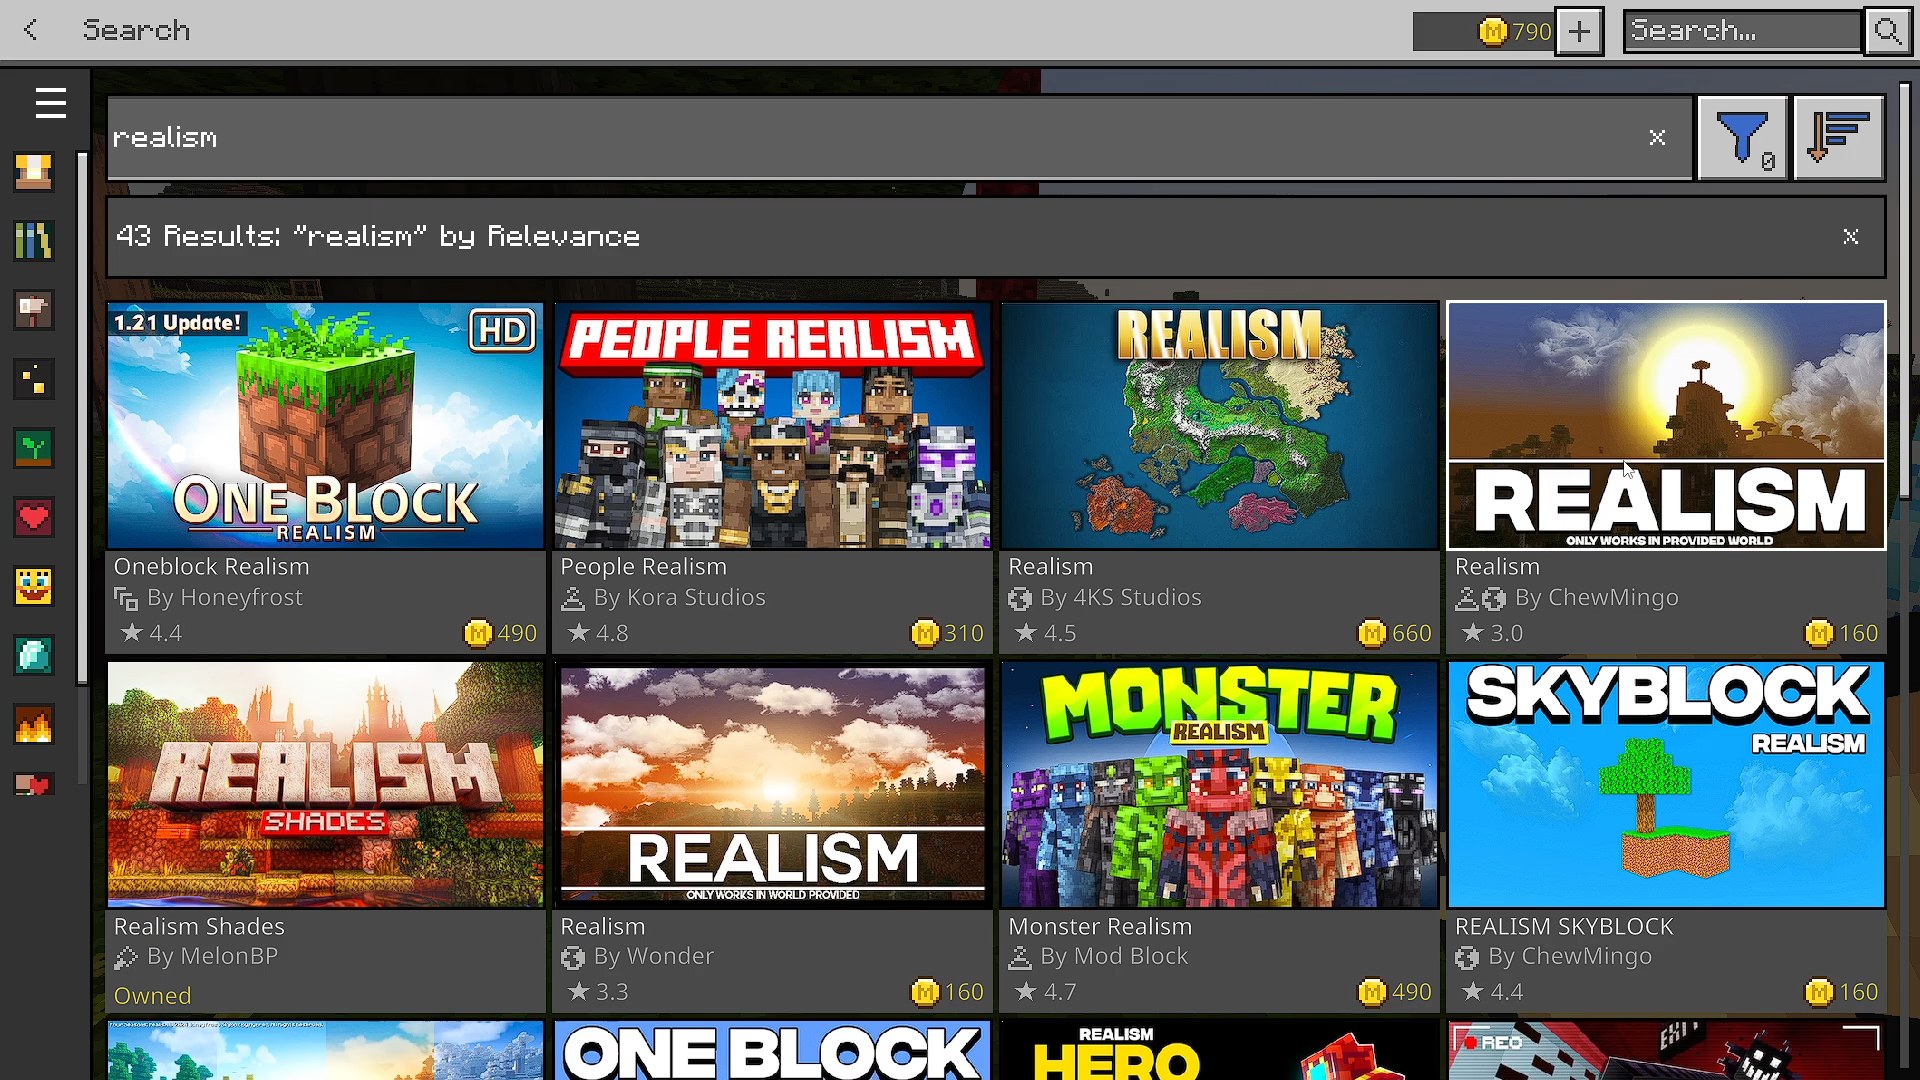 Search
790
Search...
realism
0
43 Results: "realism" by Relevance
1.21 Update!
HD
ONE BLOCK
REALISM
PEOPLE REALISM
REALISM
REALISM
ONLY WORKS IN PROVIDED WORLD
Oneblock Realism
By Honeyfrost
4.4
490
People Realism
By Kora Studios
4.8
310
Realism
By 4KS Studios
4.5
660
Realism
By ChewMingo
3.0
160
REALISM
SHADES
REALISM
ONLY WORKS IN WORLD PROVIDED
MONSTER
REALISM
SKYBLOCK
REALISM
Realism Shades
By MelonBP
Owned
Realism
By Wonder
3.3
160
Monster Realism
By Mod Block
4.7
490
REALISM SKYBLOCK
By ChewMingo
4.4
160
ONE BLOCK
REALISM
HERO
REC
EXIT